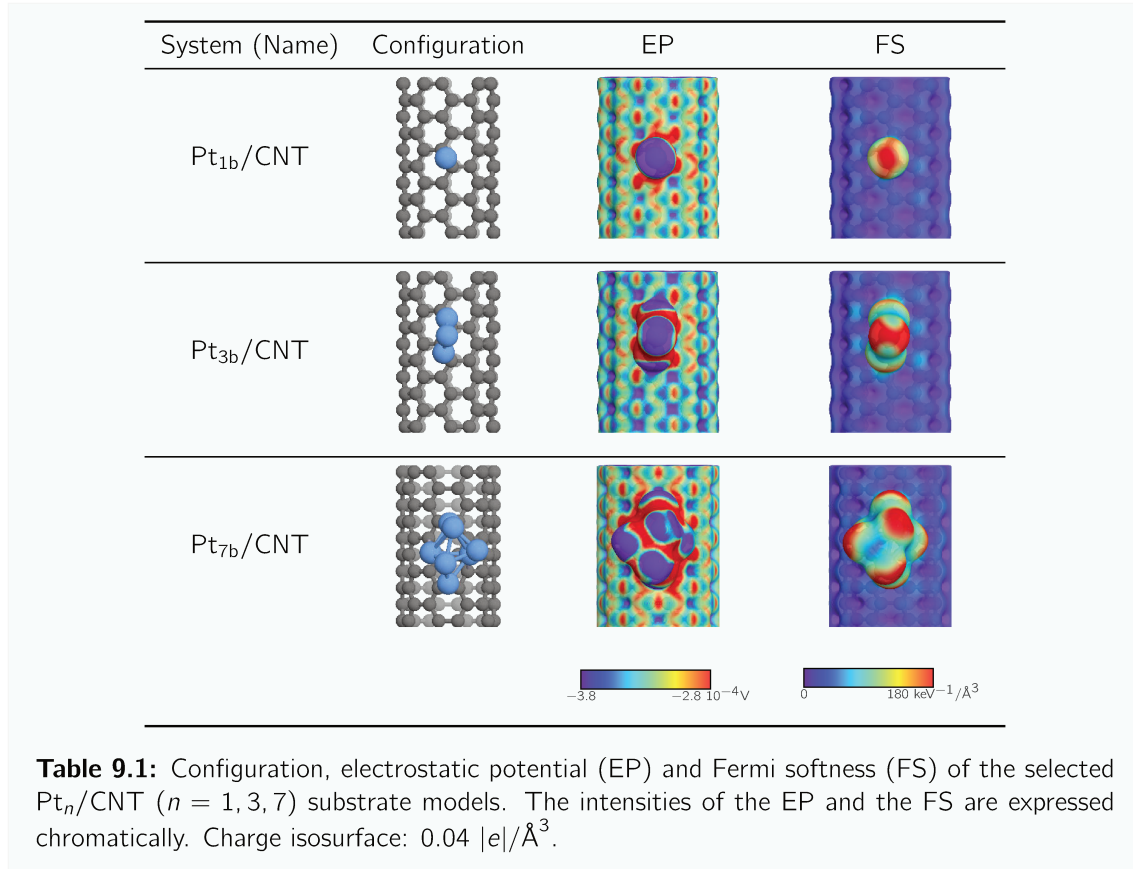 System (Name) Configuration EP FS
Pt1b/CNT
Pt3b/CNT
Pt7b/CNT
−3.8 −2.8 10⁻⁴V 0 180 keV⁻¹/Å³
Table 9.1: Configuration, electrostatic potential (EP) and Fermi softness (FS) of the selected
Ptn/CNT (n = 1, 3, 7) substrate models. The intensities of the EP and the FS are expressed
chromatically. Charge isosurface: 0.04 |e|/Å³.